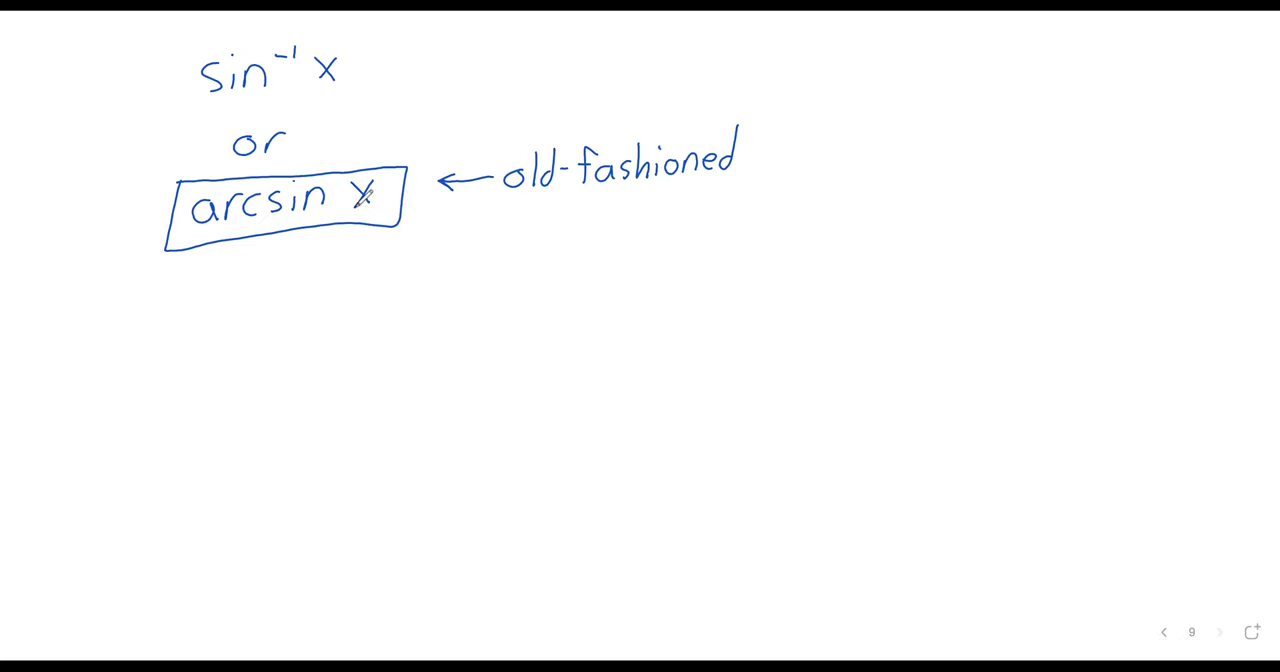 sin⁻¹ x
or
arcsin x ← old-fashioned
9